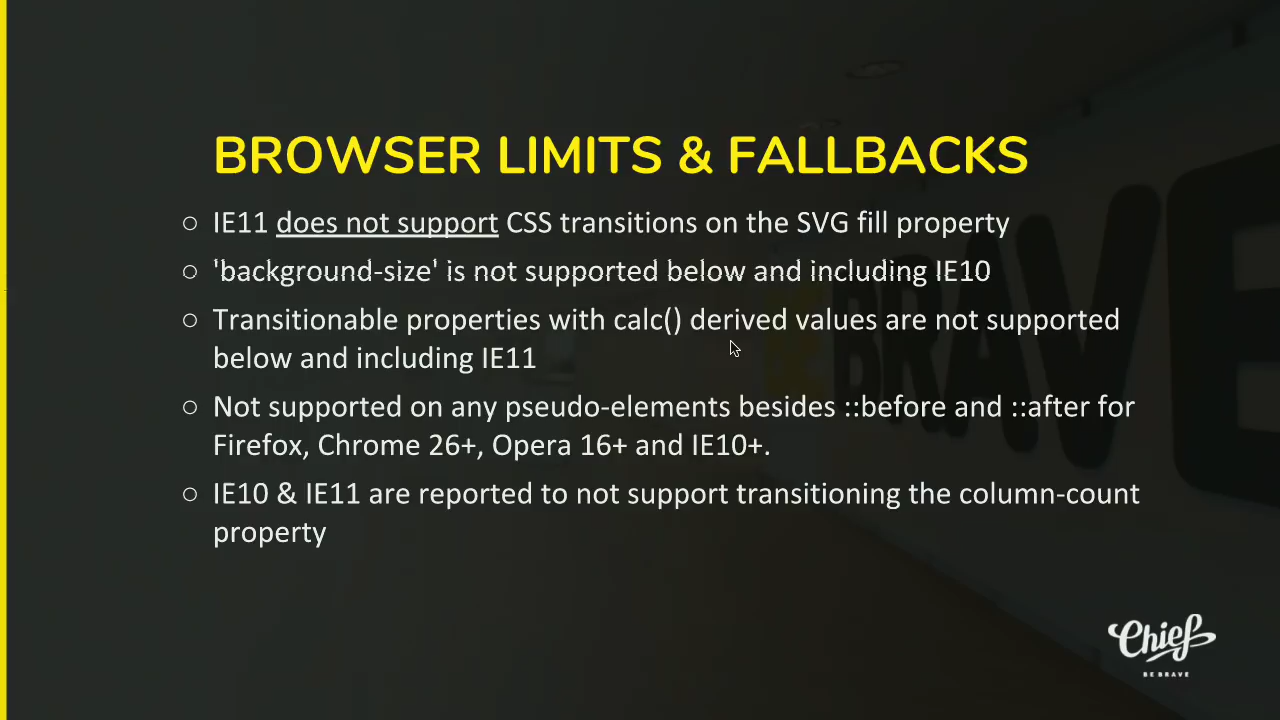 BROWSER LIMITS & FALLBACKS
○ IE11 does not support CSS transitions on the SVG fill property
○ 'background-size' is not supported below and including IE10
○ Transitionable properties with calc() derived values are not supported
below and including IE11
○ Not supported on any pseudo-elements besides ::before and ::after for
Firefox, Chrome 26+, Opera 16+ and IE10+.
○ IE10 & IE11 are reported to not support transitioning the column-count
property
BRAVE
Chief
BE BRAVE